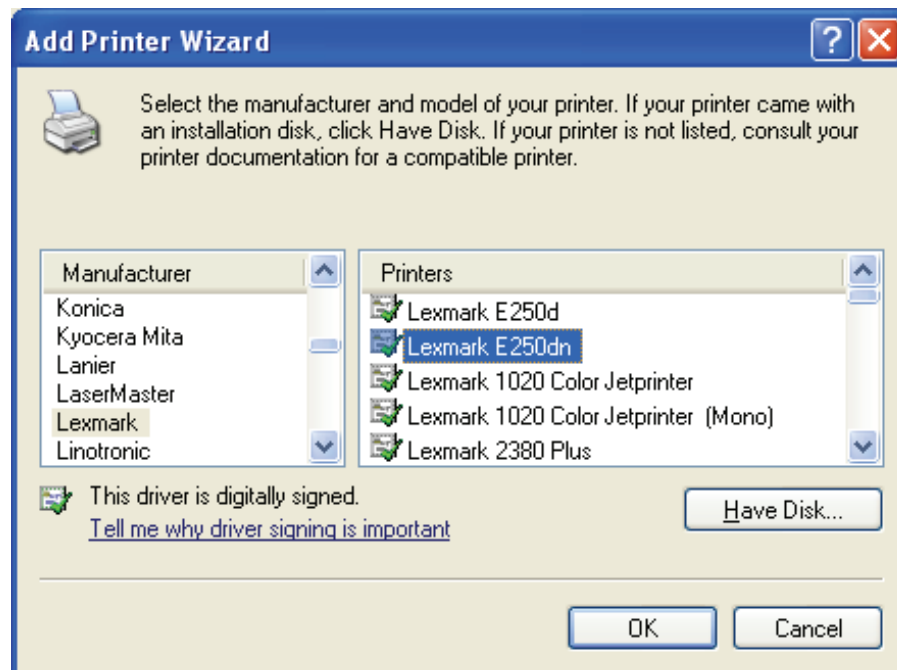 Add Printer Wizard
Select the manufacturer and model of your printer. If your printer came with
an installation disk, click Have Disk. If your printer is not listed, consult your
printer documentation for a compatible printer.
Manufacturer
Konica
Kyocera Mita
Lanier
LaserMaster
Lexmark
Linotronic
Printers
Lexmark E250d
Lexmark E250dn
Lexmark 1020 Color Jetprinter
Lexmark 1020 Color Jetprinter (Mono)
Lexmark 2380 Plus
This driver is digitally signed.
Tell me why driver signing is important
Have Disk...
OK
Cancel